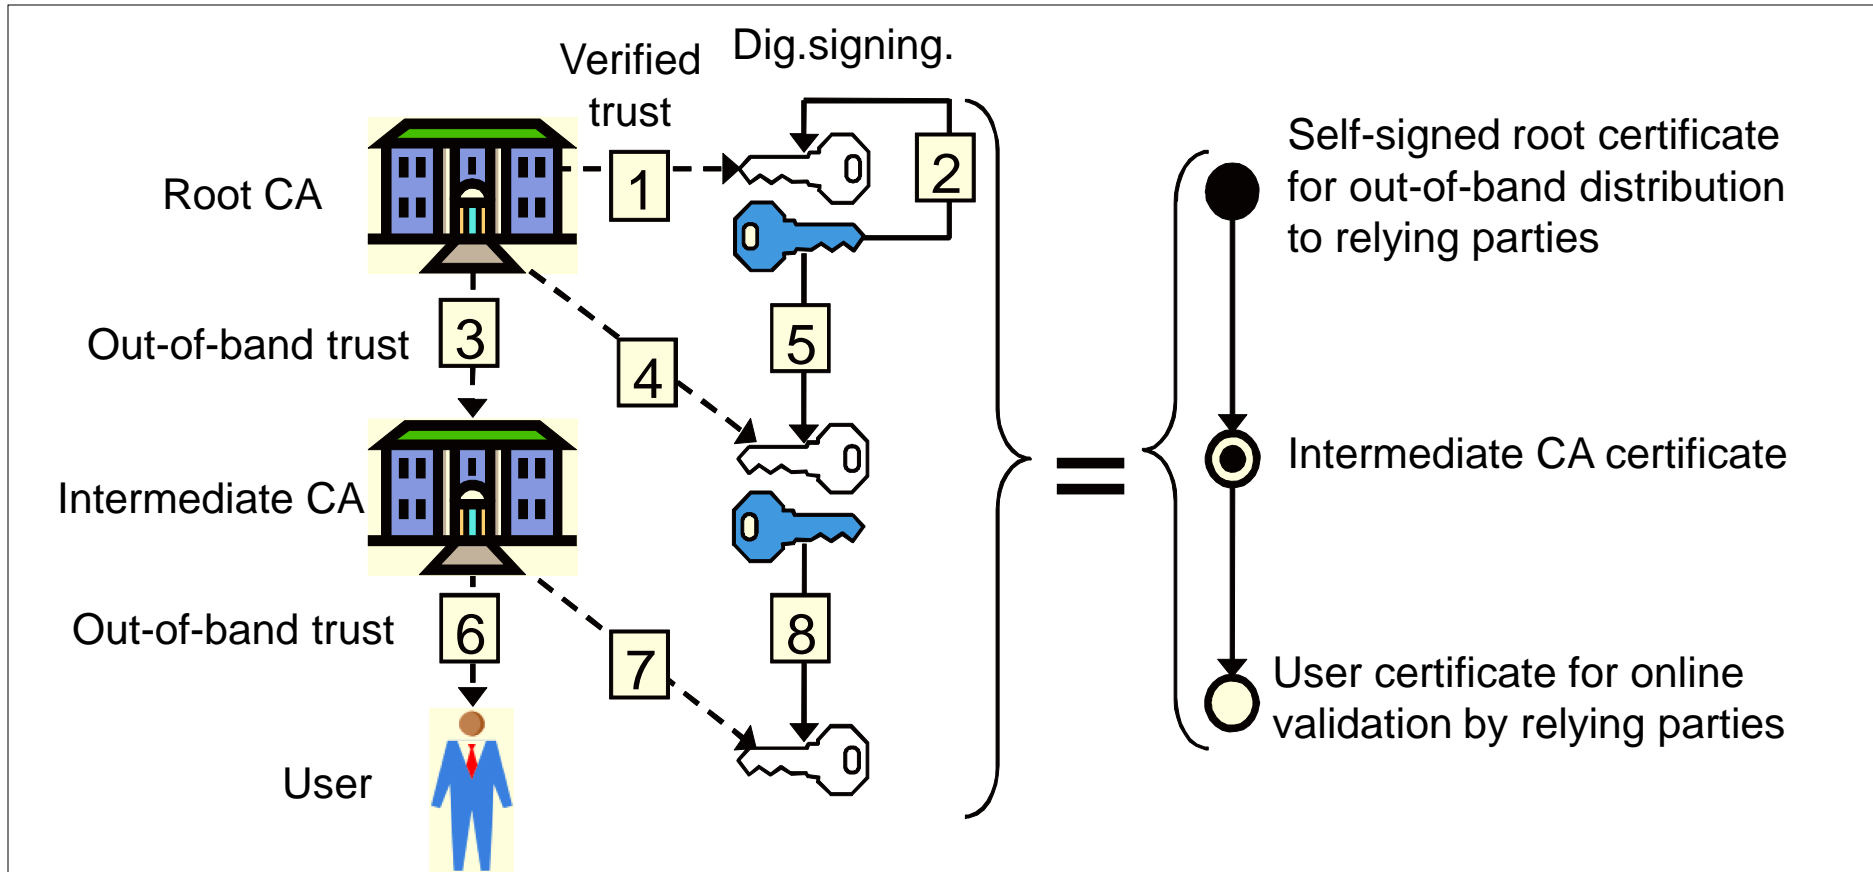 Dig.signing.
Verified
trust
Root CA
1
2
Out-of-band trust
3
4
5
Intermediate CA
Out-of-band trust
6
7
8
User
=
Self-signed root certificate
for out-of-band distribution
to relying parties
Intermediate CA certificate
User certificate for online
validation by relying parties